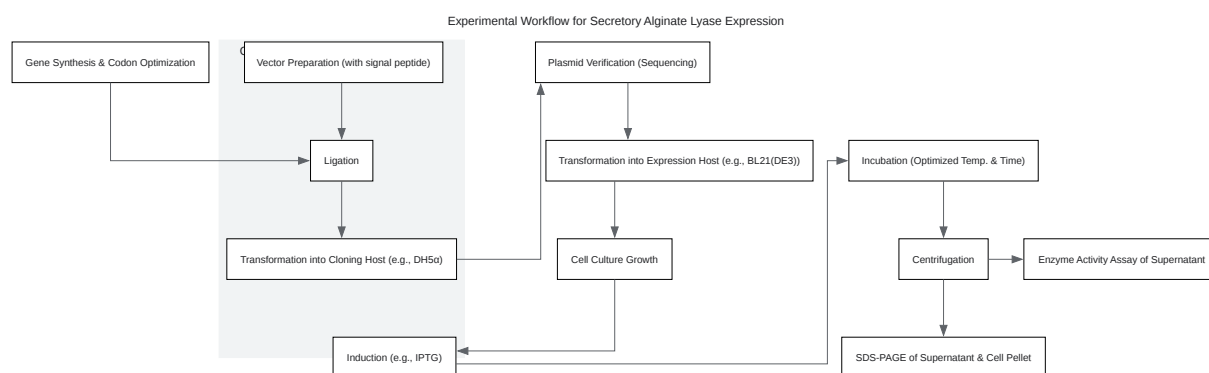 Experimental Workflow for Secretory Alginate Lyase Expression
Gene Synthesis & Codon Optimization
Vector Preparation (with signal peptide)
Plasmid Verification (Sequencing)
Ligation
Transformation into Expression Host (e.g., BL21(DE3))
Incubation (Optimized Temp. & Time)
Transformation into Cloning Host (e.g., DH5α)
Cell Culture Growth
Centrifugation
Enzyme Activity Assay of Supernatant
Induction (e.g., IPTG)
SDS-PAGE of Supernatant & Cell Pellet